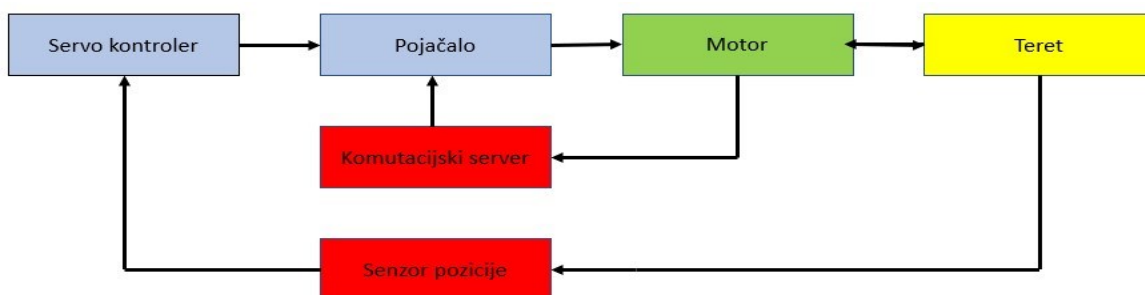 Servo kontroler
Pojačalo
Motor
Teret
Komutacijski server
Senzor pozicije